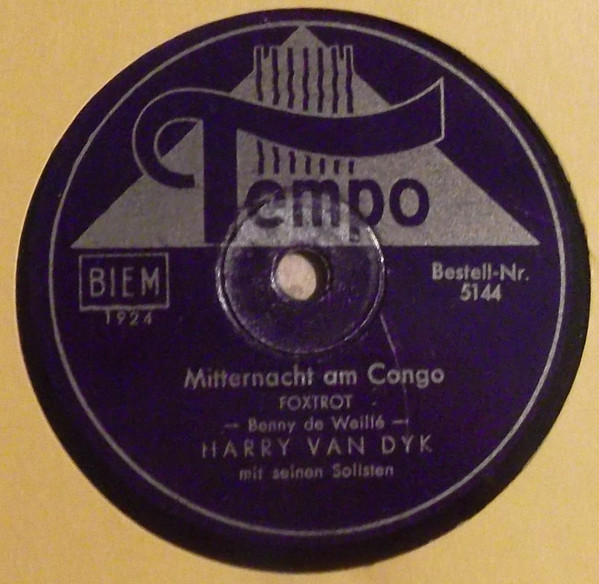 Tempo
BIEM
1924
Bestell-Nr.
5144
Mitternacht am Congo
FOXTROT
— Benny de Weillé —
HARRY VAN DYK
mit seinen Solisten